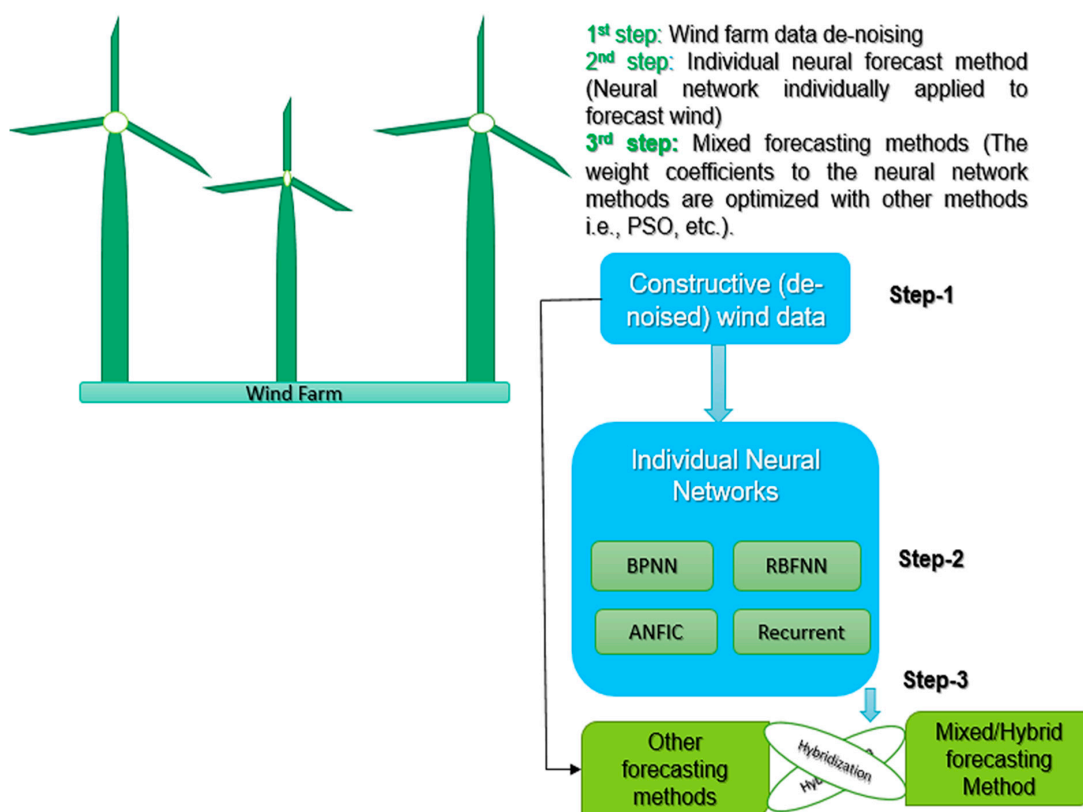 1st step: Wind farm data de-noising
2nd step: Individual neural forecast method
(Neural network individually applied to
forecast wind)
3rd step: Mixed forecasting methods (The
weight coefficients to the neural network
methods are optimized with other methods
i.e., PSO, etc.).
Constructive (de-
noised) wind data
Step-1
Wind Farm
Individual Neural
Networks
BPNN
RBFNN
Step-2
ANFIC
Recurrent
Step-3
Other
forecasting
methods
Hybridization
Mixed/Hybrid
forecasting
Method